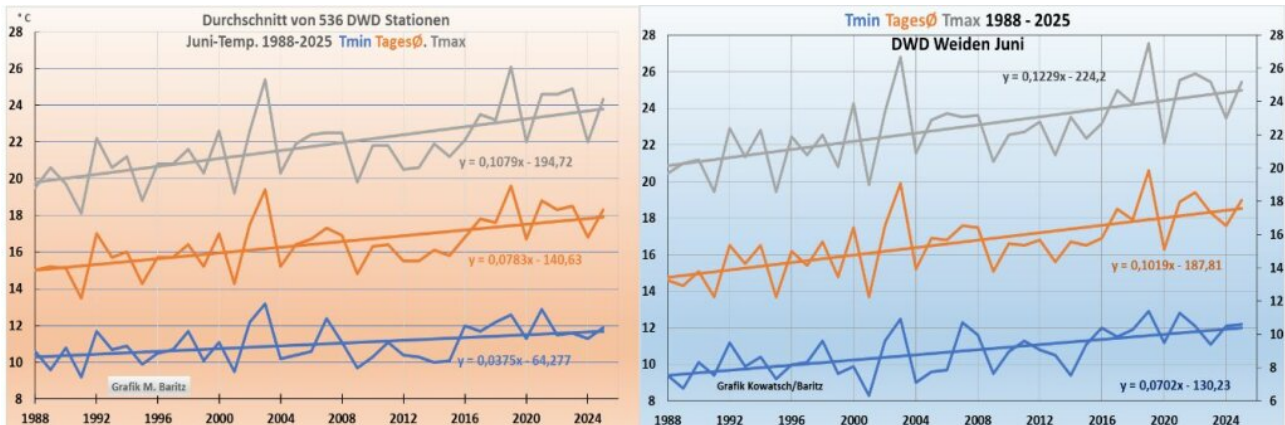 ° C
Durchschnitt von 536 DWD Stationen
Juni-Temp. 1988-2025 Tmin TagesØ. Tmax
28
26
24
22
20
18
16
14
12
10
8
y = 0,1079x - 194,72
y = 0,0783x - 140,63
y = 0,0375x - 64,277
Grafik M. Baritz
1988 1992 1996 2000 2004 2008 2012 2016 2020 2024
Tmin TagesØ Tmax 1988 - 2025
DWD Weiden Juni
28
26
24
22
20
18
16
14
12
10
8
y = 0,1229x - 224,2
y = 0,1019x - 187,81
y = 0,0702x - 130,23
Grafik Kowatsch/Baritz
28
26
24
22
20
18
16
14
12
10
8
6
1988 1992 1996 2000 2004 2008 2012 2016 2020 2024